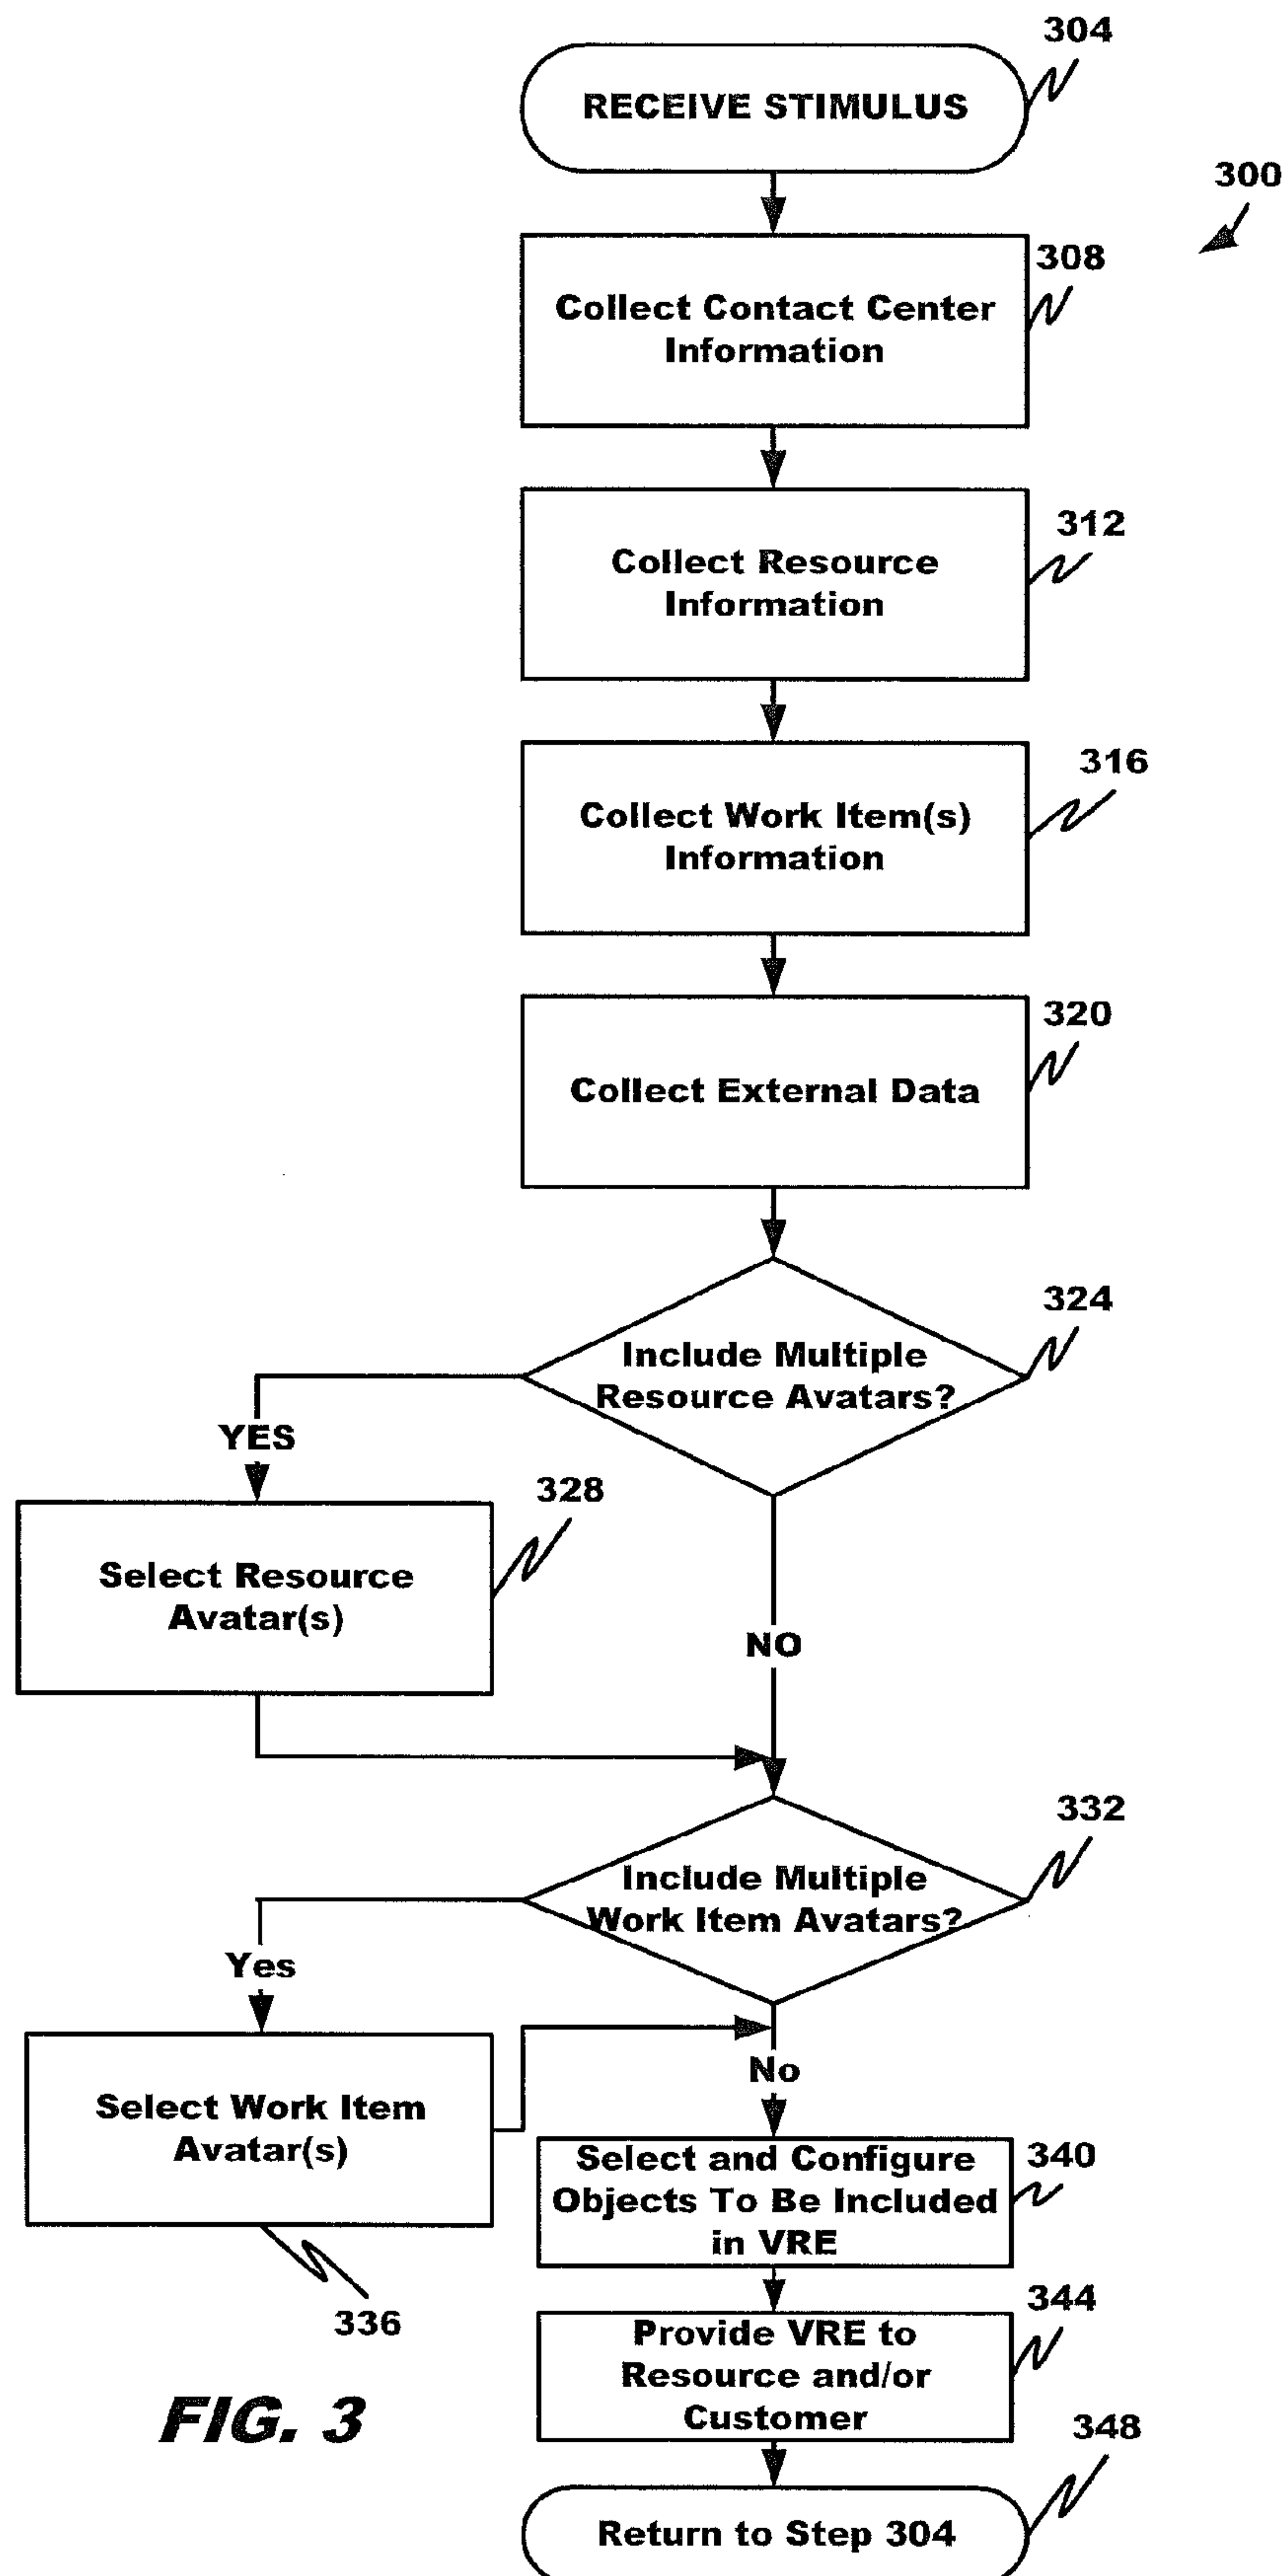 304
RECEIVE STIMULUS
300
308
Collect Contact Center
Information
312
Collect Resource
Information
316
Collect Work Item(s)
Information
320
Collect External Data
324
Include Multiple
Resource Avatars?
YES
328
Select Resource
Avatar(s)
NO
332
Include Multiple
Work Item Avatars?
Yes
Select Work Item
Avatar(s)
336
No
340
Select and Configure
Objects To Be Included
in VRE
344
Provide VRE to
Resource and/or
Customer
FIG. 3
348
Return to Step 304